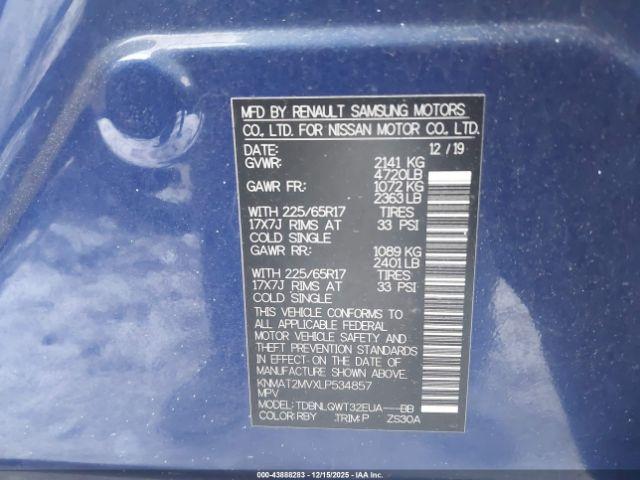 MFD BY RENAULT SAMSUNG MOTORS
CO., LTD. FOR NISSAN MOTOR CO., LTD.
DATE: 12 / 19
GVWR: 2141 KG
4720LB
GAWR FR: 1072 KG
2363 LB
WITH 225/65R17 TIRES
17X7J RIMS AT 33 PSI
COLD SINGLE
GAWR RR: 1089 KG
2401 LB
WITH 225/65R17 TIRES
17X7J RIMS AT 33 PSI
COLD SINGLE
THIS VEHICLE CONFORMS TO
ALL APPLICABLE FEDERAL
MOTOR VEHICLE SAFETY AND
THEFT PREVENTION STANDARDS
IN EFFECT ON THE DATE OF
MANUFACTURE SHOWN ABOVE.
KNMAT2MVXLP534857
MPV
TYPE: TDBNLQWT32EUA---BB
COLOR:RBY .TRIM:P ZS30A
000-43888283 - 12/15/2025 - IAA Inc.